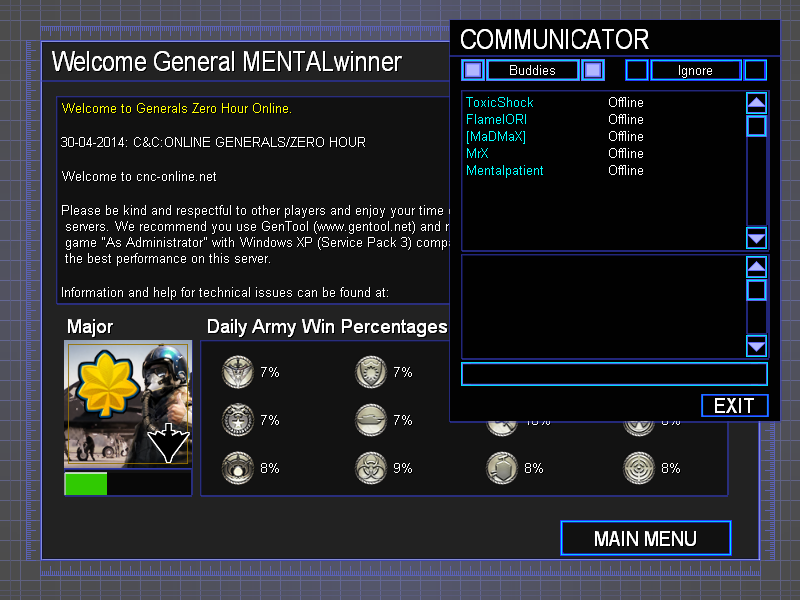 Welcome General MENTALwinner
Welcome to Generals Zero Hour Online.
30-04-2014: C&C:ONLINE GENERALS/ZERO HOUR
Welcome to cnc-online.net
Please be kind and respectful to other players and enjoy your time
servers. We recommend you use GenTool (www.gentool.net) and
game "As Administrator" with Windows XP (Service Pack 3)
the best performance on this server.
Information and help for technical issues can be found at:
COMMUNICATOR
Buddies
Ignore
ToxicShock Offline
FlameIORI Offline
[MaDMaX] Offline
MrX Offline
Mentalpatient Offline
EXIT
Major
Daily Army Win Percentages
7% 7%
7% 7%
8% 9% 8% 8%
MAIN MENU